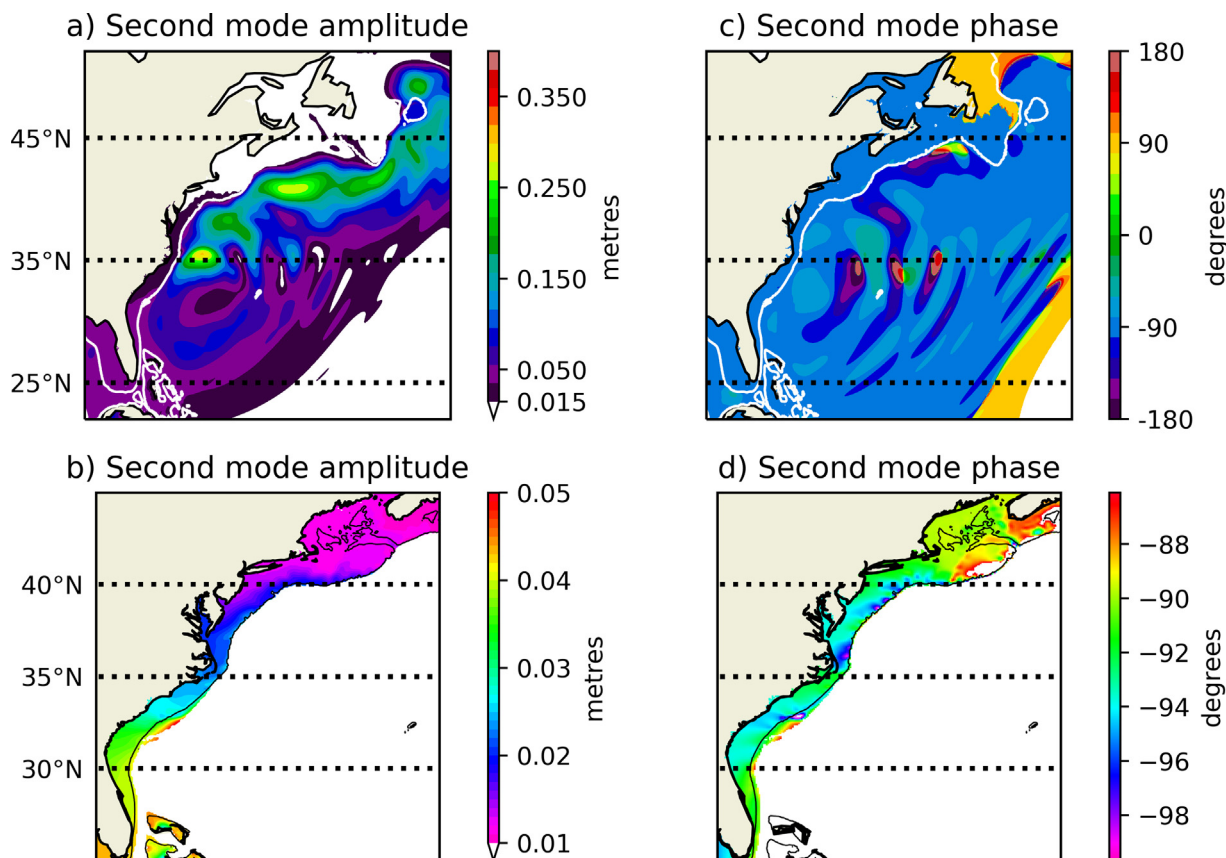 a) Second mode amplitude
45°N
35°N
25°N
0.350
0.250
0.150
0.050
0.015
metres
c) Second mode phase
180
90
0
-90
-180
degrees
b) Second mode amplitude
40°N
35°N
30°N
0.05
0.04
0.03
0.02
0.01
metres
d) Second mode phase
−88
−90
−92
−94
−96
−98
degrees